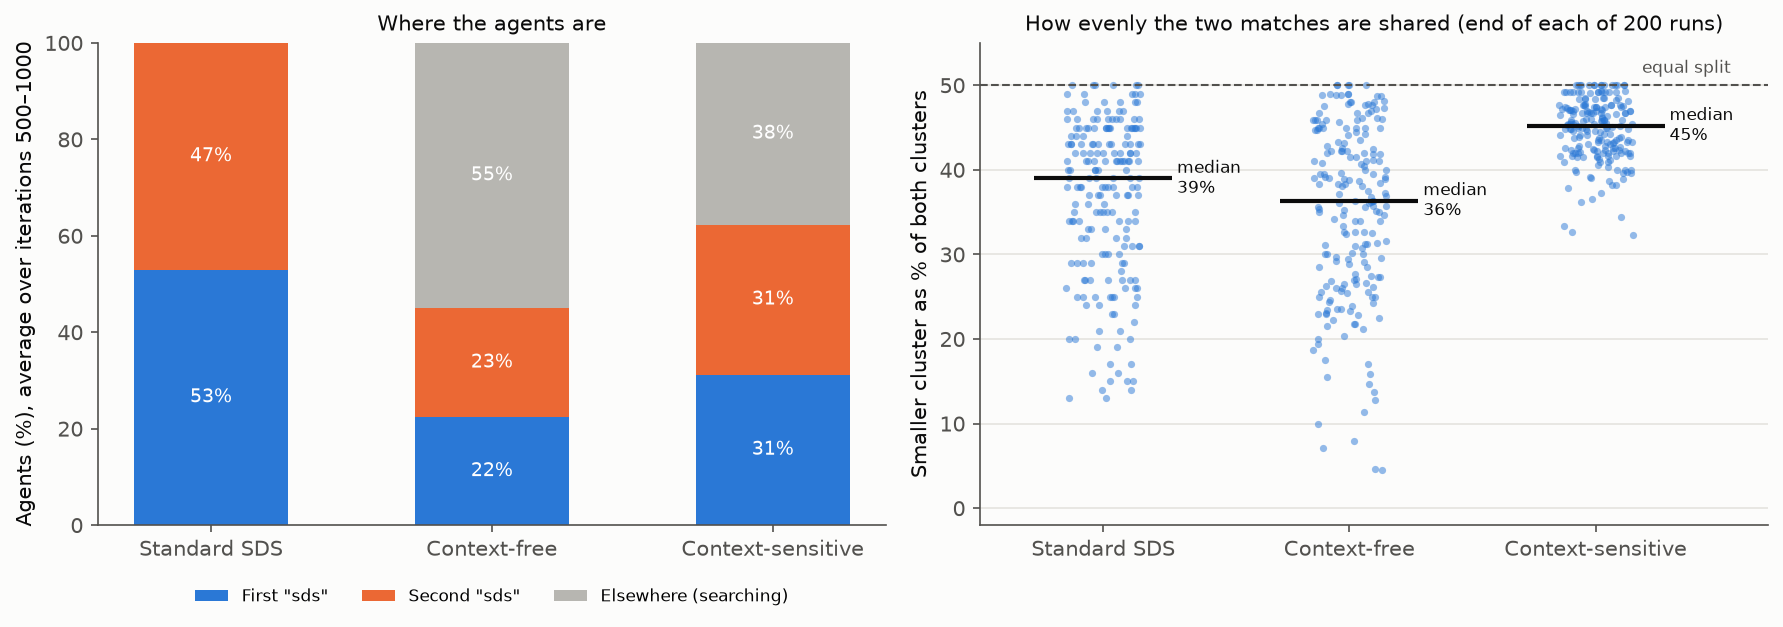 Where the agents are
Agents (%), average over iterations 500–1000
100
80
60
40
20
0
47%
53%
55%
23%
22%
38%
31%
31%
Standard SDS
Context-free
Context-sensitive
First "sds"
Second "sds"
Elsewhere (searching)
How evenly the two matches are shared (end of each of 200 runs)
Smaller cluster as % of both clusters
50
40
30
20
10
0
equal split
median
39%
median
36%
median
45%
Standard SDS
Context-free
Context-sensitive